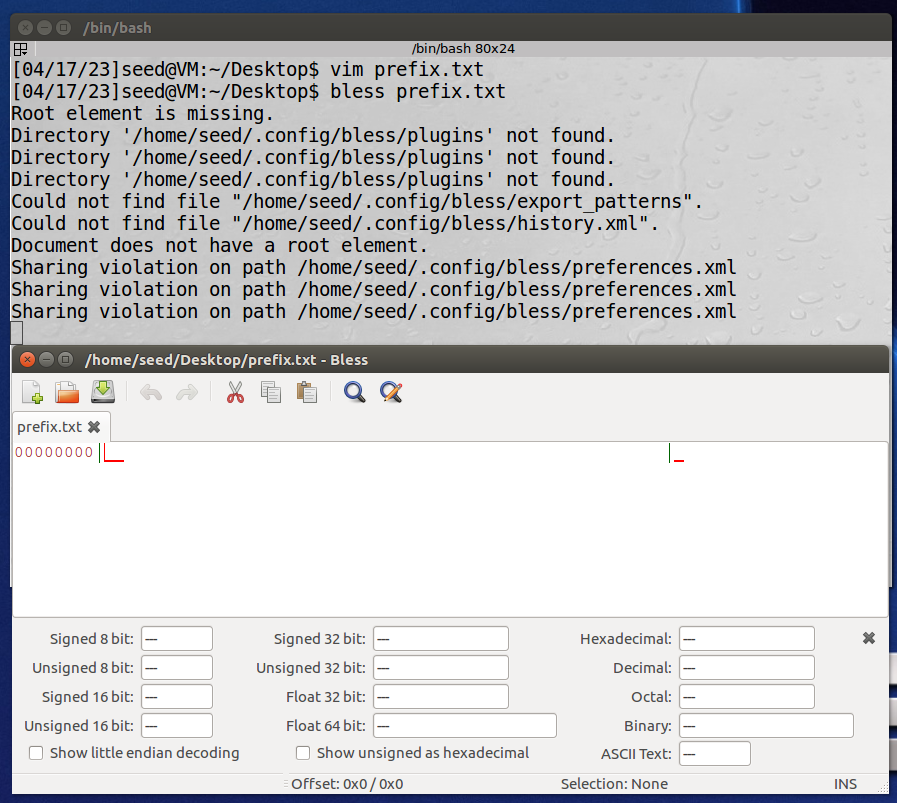 /bin/bash
/bin/bash 80x24
[04/17/23]seed@VM:~/Desktop$ vim prefix.txt
[04/17/23]seed@VM:~/Desktop$ bless prefix.txt
Root element is missing.
Directory '/home/seed/.config/bless/plugins' not found.
Directory '/home/seed/.config/bless/plugins' not found.
Directory '/home/seed/.config/bless/plugins' not found.
Could not find file "/home/seed/.config/bless/export_patterns".
Could not find file "/home/seed/.config/bless/history.xml".
Document does not have a root element.
Sharing violation on path /home/seed/.config/bless/preferences.xml
Sharing violation on path /home/seed/.config/bless/preferences.xml
Sharing violation on path /home/seed/.config/bless/preferences.xml
/home/seed/Desktop/prefix.txt - Bless
prefix.txt
00000000
Signed 8 bit: --- Signed 32 bit: --- Hexadecimal: ---
Unsigned 8 bit: --- Unsigned 32 bit: --- Decimal: ---
Signed 16 bit: --- Float 32 bit: --- Octal: ---
Unsigned 16 bit: --- Float 64 bit: --- Binary: ---
Show little endian decoding Show unsigned as hexadecimal ASCII Text: ---
Offset: 0x0 / 0x0 Selection: None INS